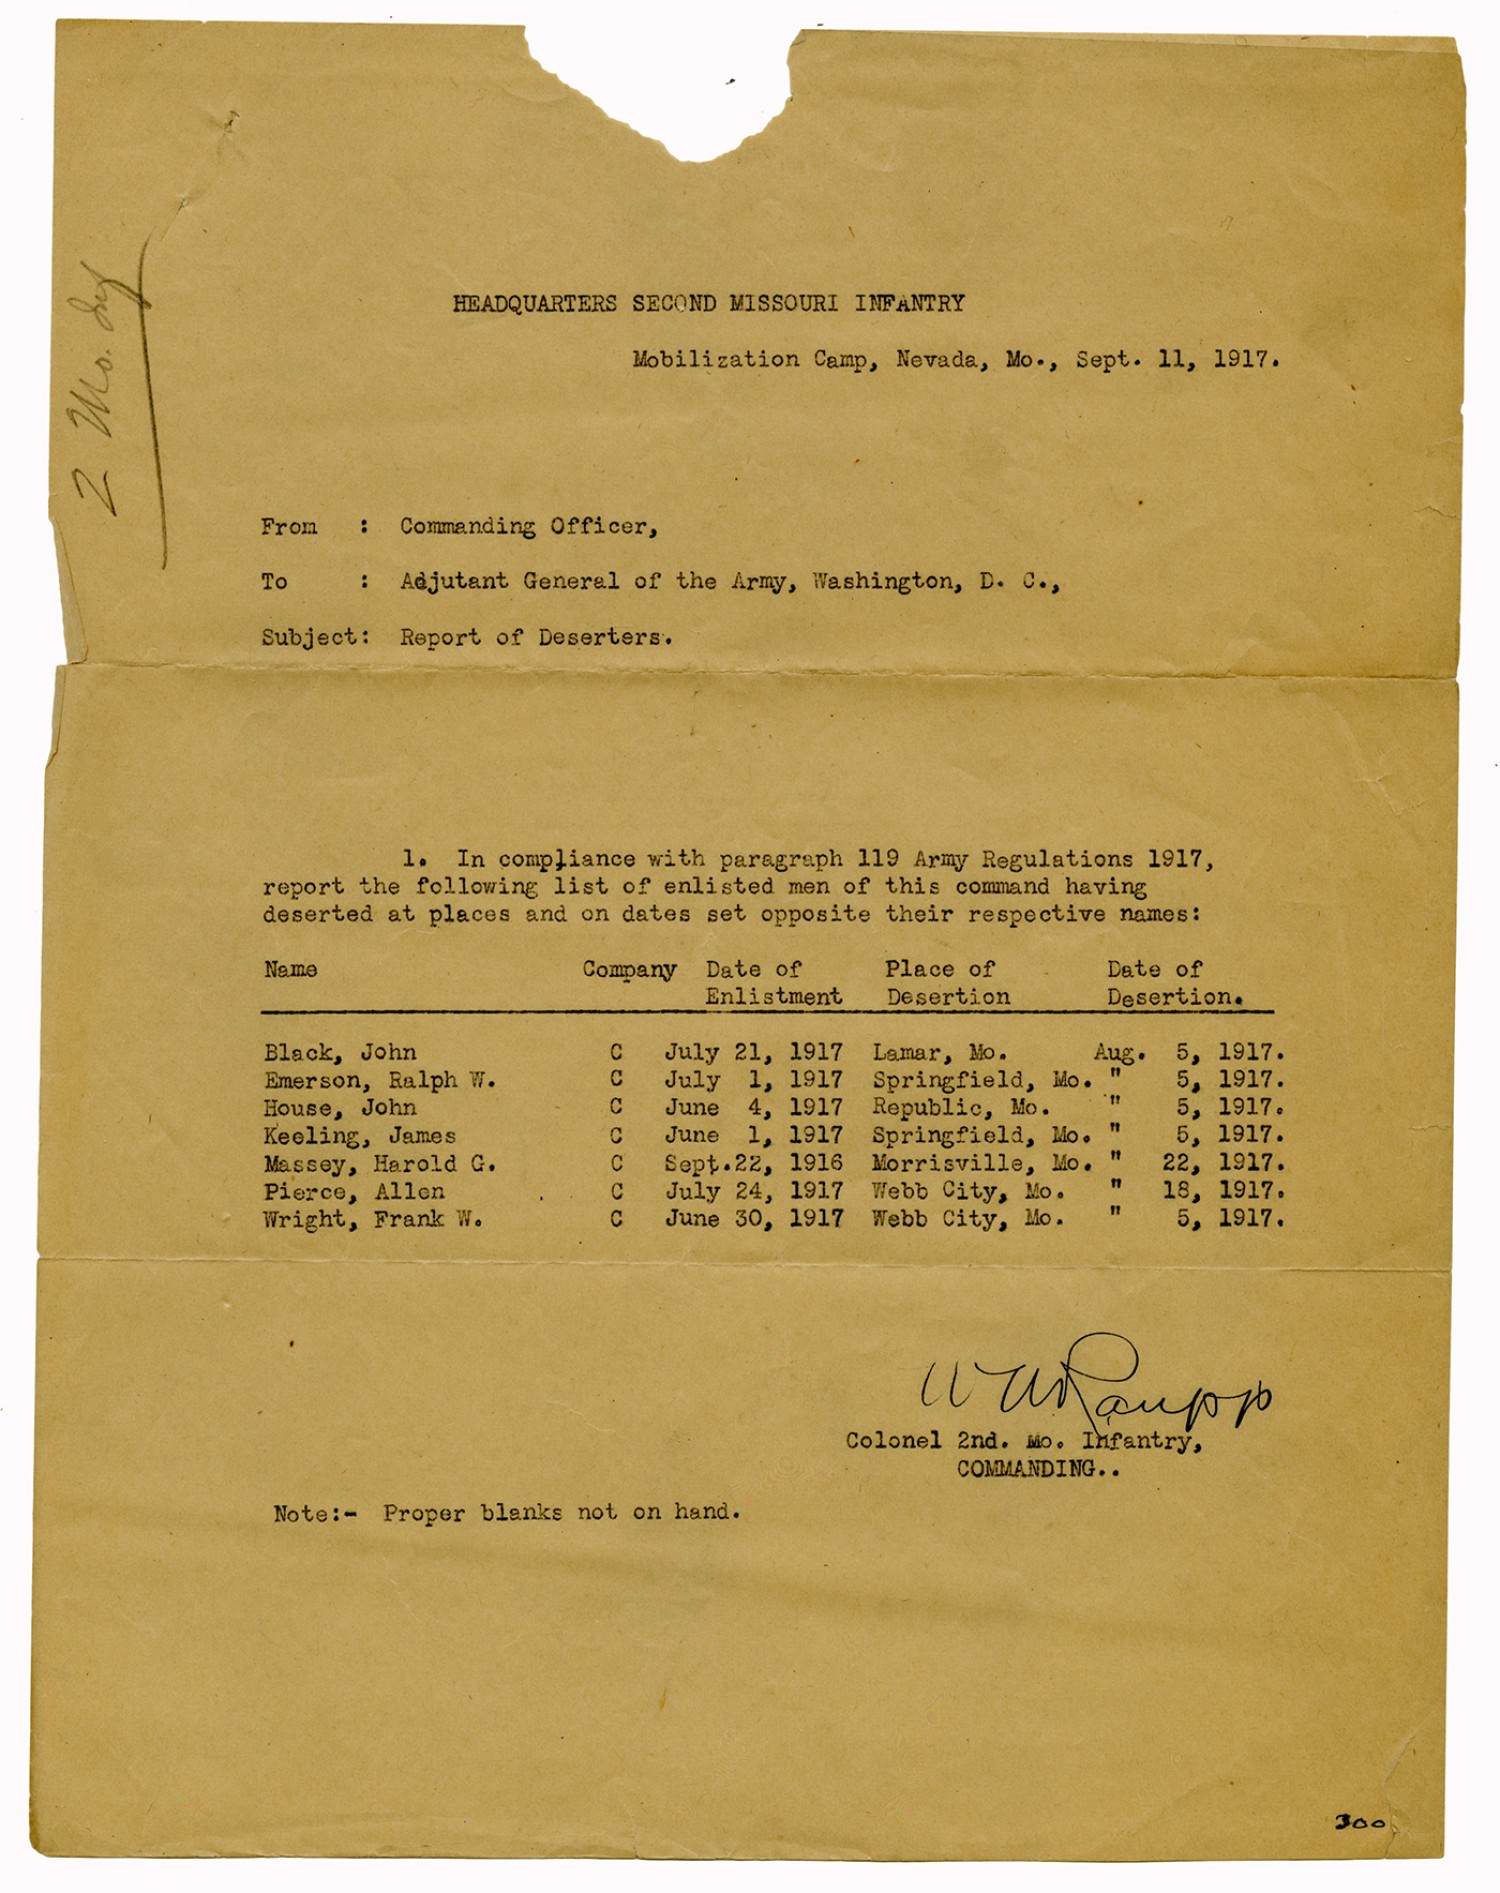 2 Mo. Inf
HEADQUARTERS SECOND MISSOURI INFANTRY
Mobilization Camp, Nevada, Mo., Sept. 11, 1917.
From : Commanding Officer,
To : Adjutant General of the Army, Washington, D. C.,
Subject: Report of Deserters.
1. In compliance with paragraph 119 Army Regulations 1917,
report the following list of enlisted men of this command having
deserted at places and on dates set opposite their respective names:
Name Company Date of Place of Date of
Enlistment Desertion Desertion.
Black, John C July 21, 1917 Lamar, Mo. Aug. 5, 1917.
Emerson, Ralph W. C July 1, 1917 Springfield, Mo. " 5, 1917.
House, John C June 4, 1917 Republic, Mo. " 5, 1917.
Keeling, James C June 1, 1917 Springfield, Mo. " 5, 1917.
Massey, Harold G. C Sept.22, 1916 Morrisville, Mo. " 22, 1917.
Pierce, Allen C July 24, 1917 Webb City, Mo. " 18, 1917.
Wright, Frank W. C June 30, 1917 Webb City, Mo. " 5, 1917.
W A Raupp
Colonel 2nd. Mo. Infantry,
COMMANDING..
Note:- Proper blanks not on hand.
300